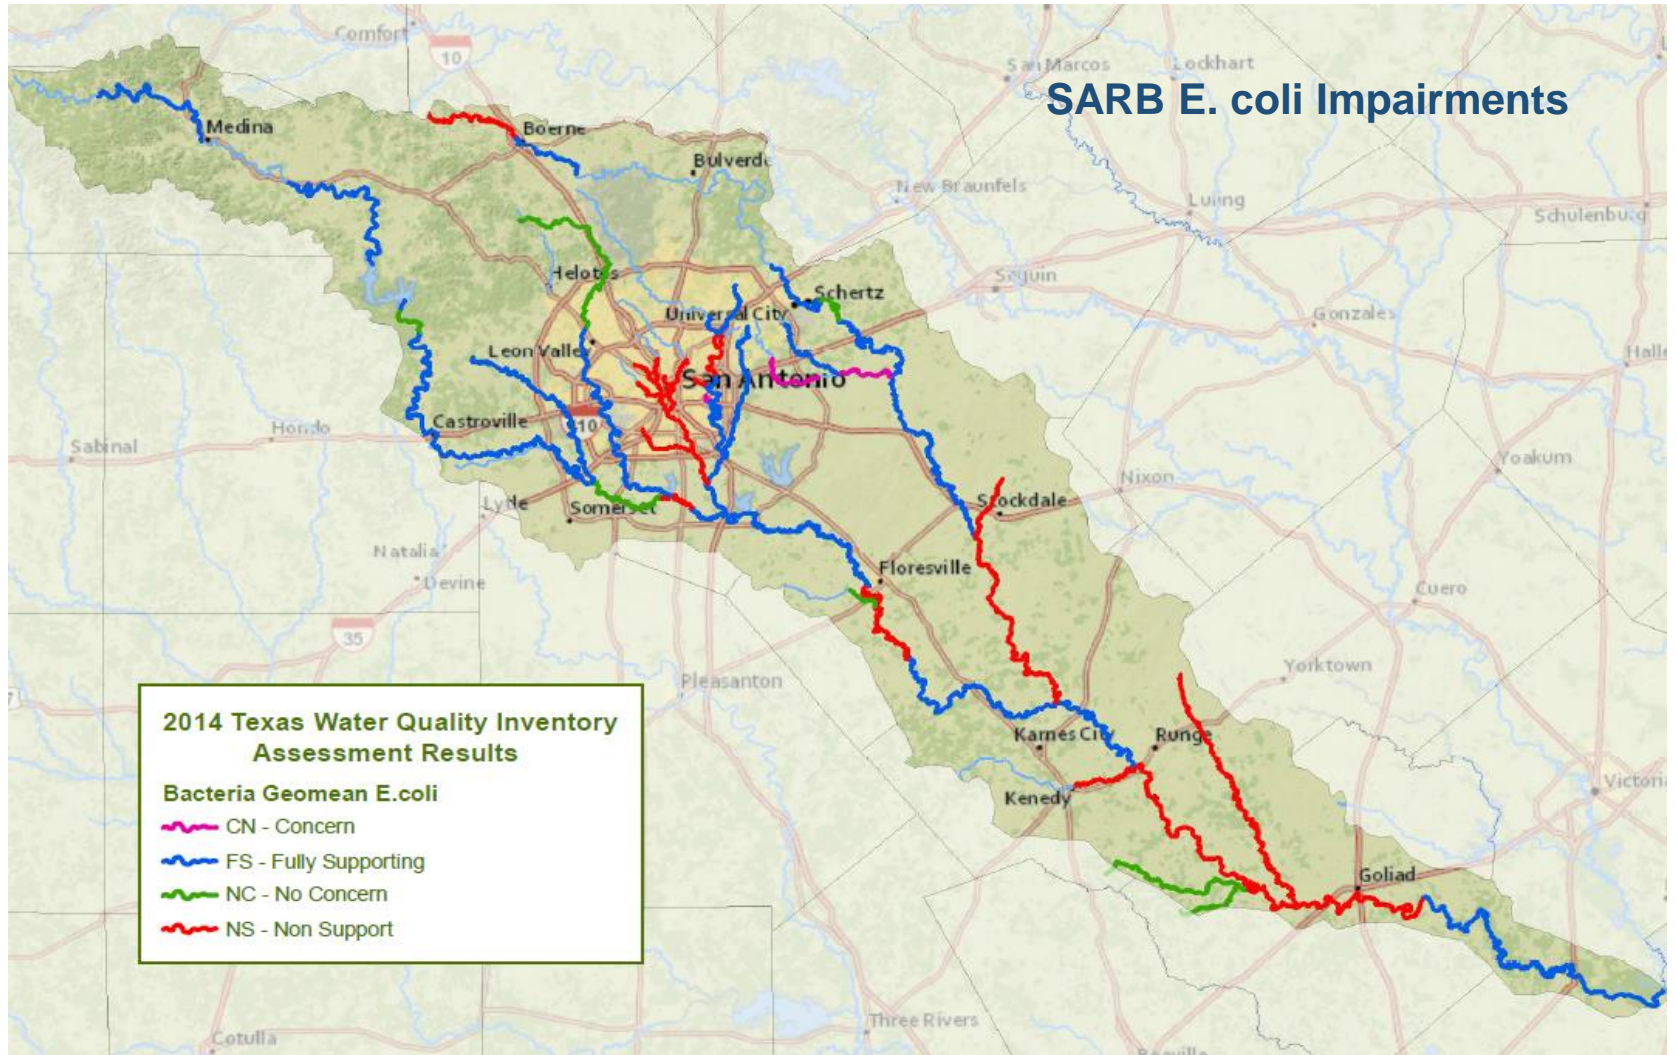 Comfort
10
San Marcos
Lockhart
SARB E. coli Impairments
Medina
Boerne
Bulverde
New Braunfels
Luling
Schulenburg
Helotes
Seguin
Schertz
Universal City
Gonzales
Leon Valley
San Antonio
Castroville
10
Hondo
Sabinal
Yoakum
Nixon
Lytle
Somerset
Stockdale
Natalia
Devine
Floresville
Cuero
35
Yorktown
Pleasanton
2014 Texas Water Quality Inventory
Assessment Results
Bacteria Geomean E.coli
CN - Concern
FS - Fully Supporting
NC - No Concern
NS - Non Support
Karnes City
Runge
Kenedy
Victoria
Goliad
Three Rivers
Cotulla